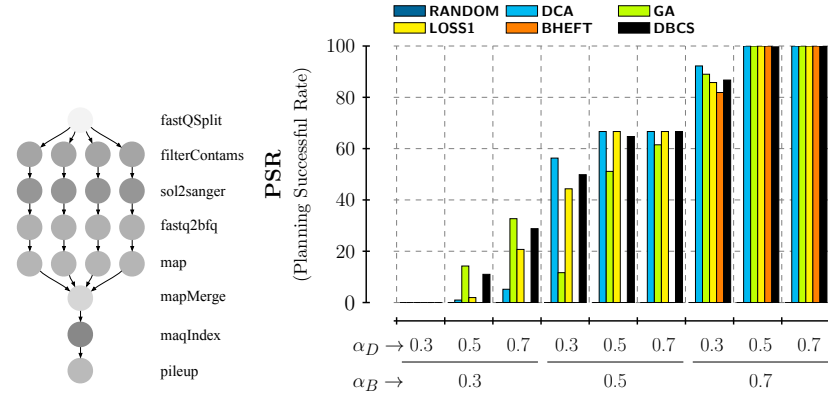 fastQSplit
filterContams
sol2sanger
fastq2bfq
map
mapMerge
maqIndex
pileup
RANDOM DCA GA
LOSS1 BHEFT DBCS
PSR
(Planning Successful Rate)
100
80
60
40
20
0
α_D → 0.3 0.5 0.7 0.3 0.5 0.7 0.3 0.5 0.7
α_B → 0.3 0.5 0.7